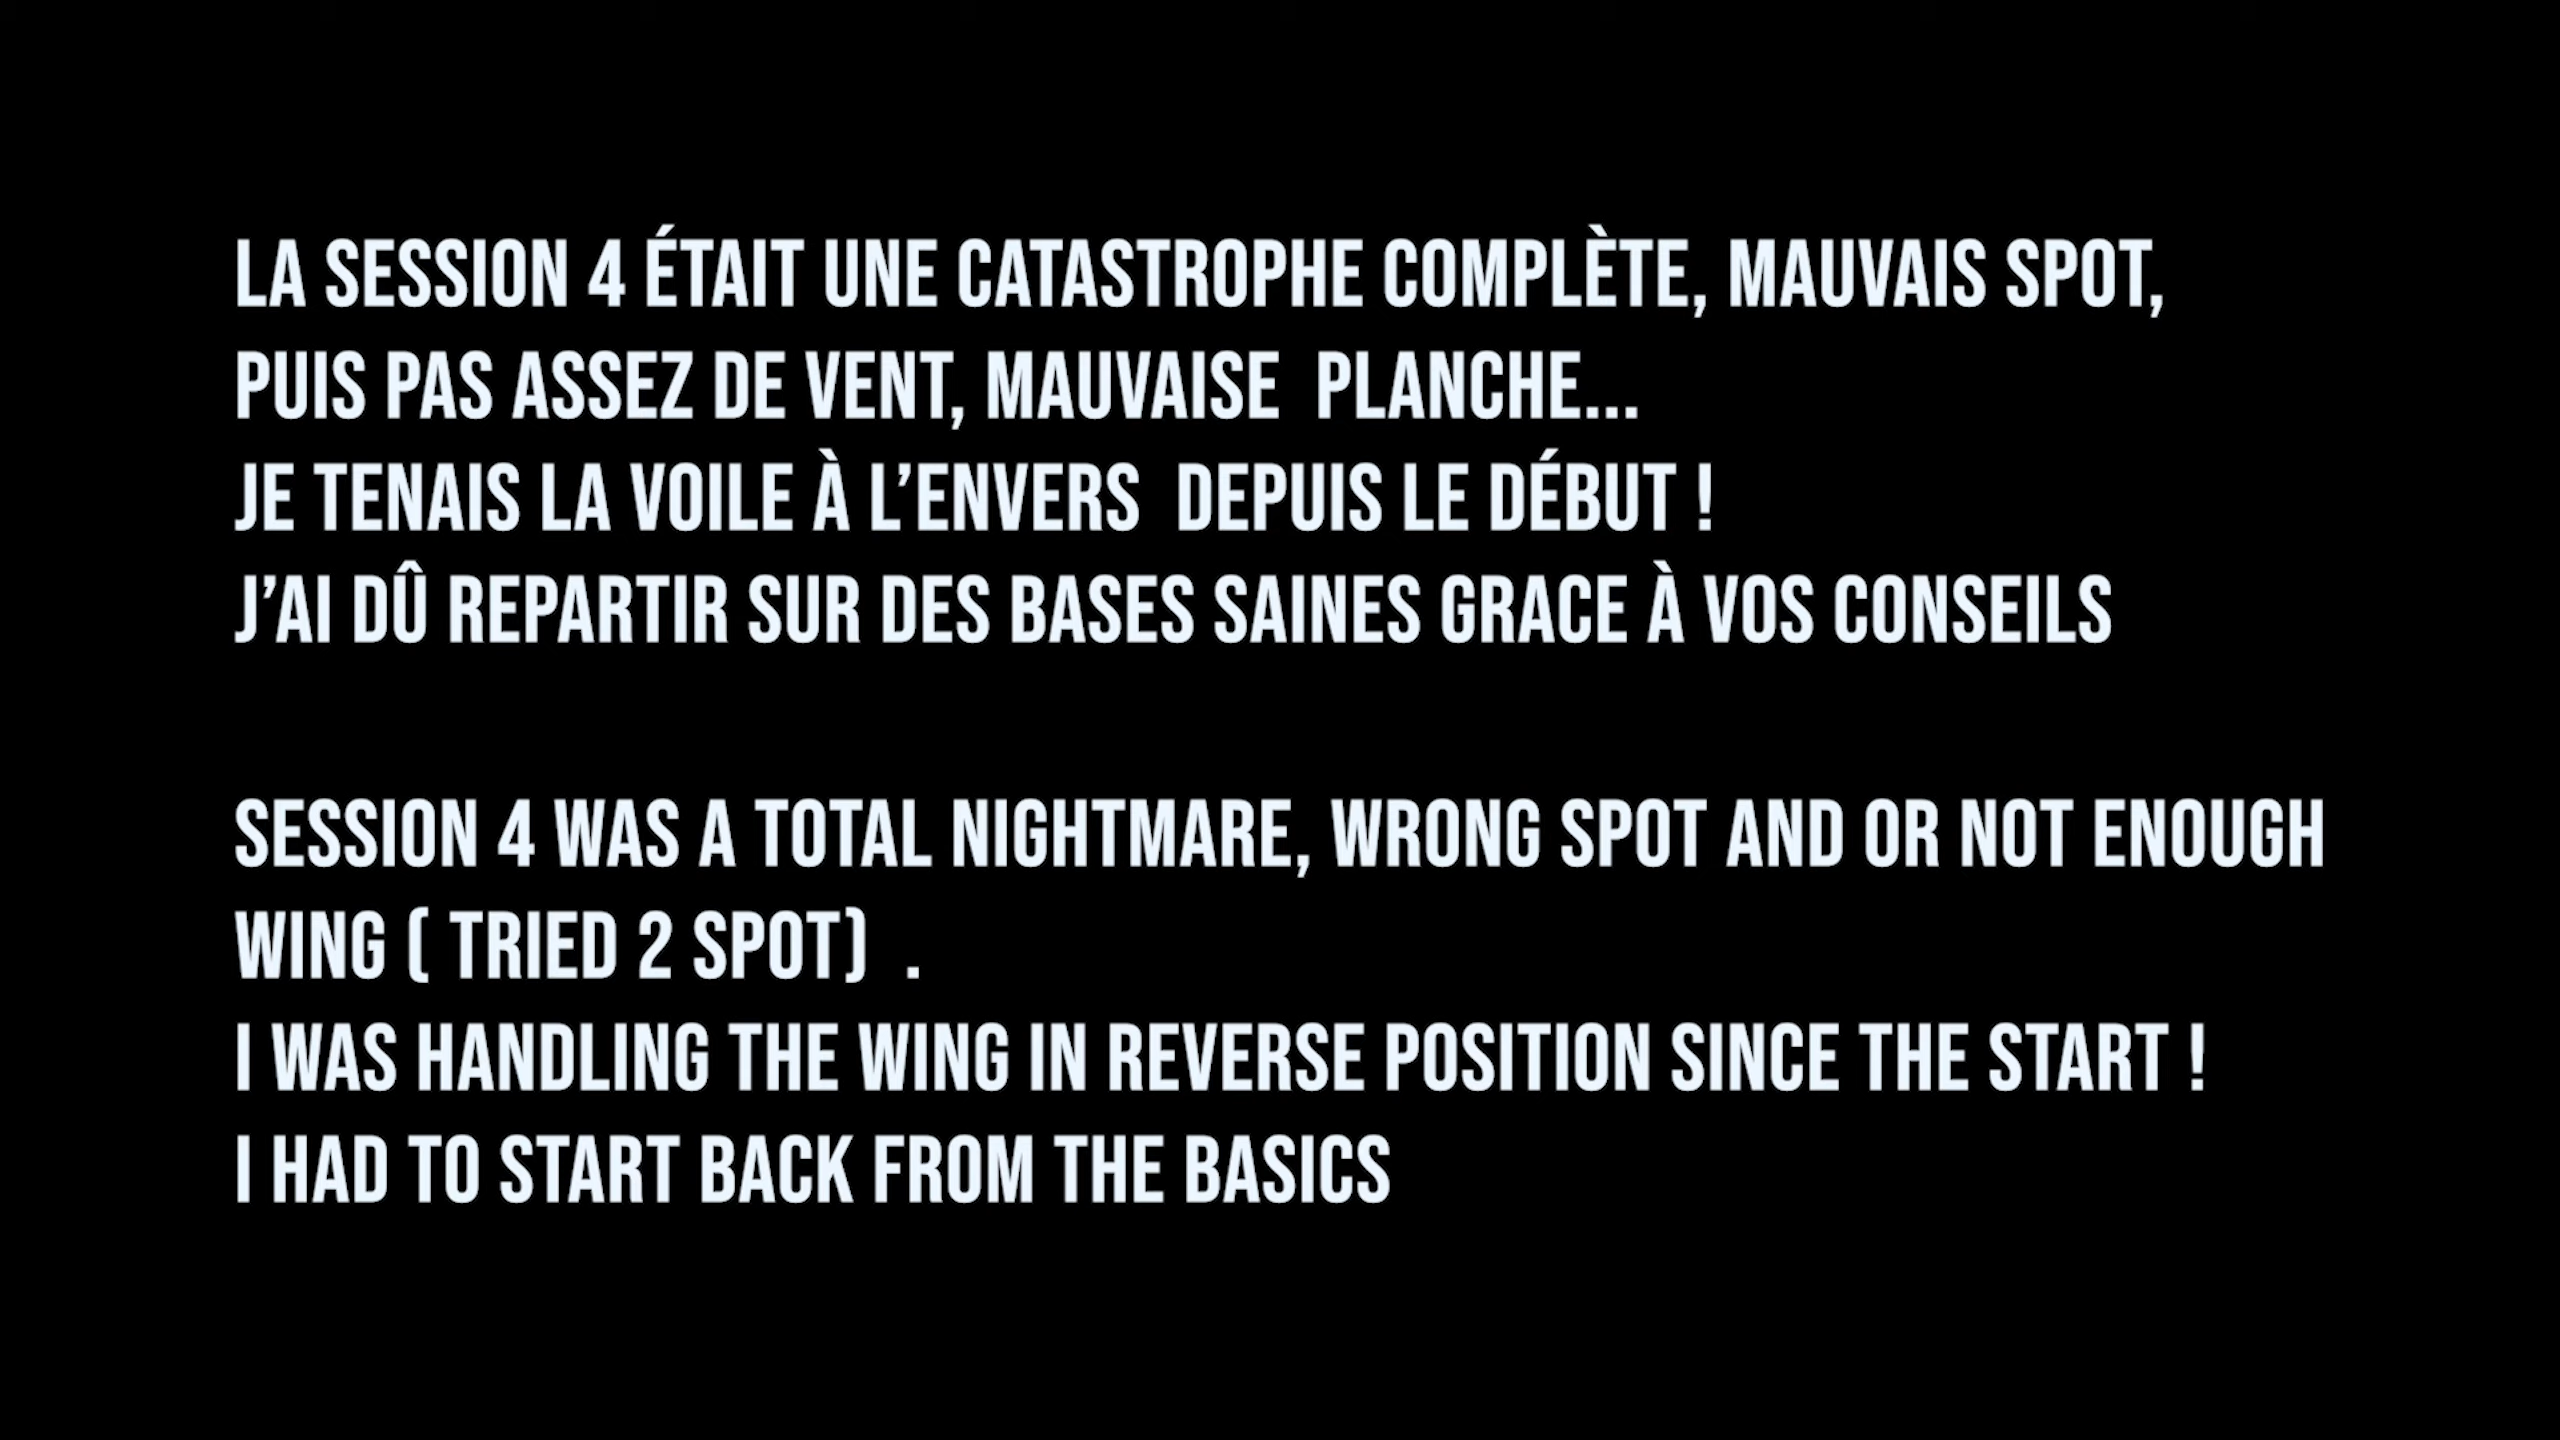 LA SESSION 4 ÉTAIT UNE CATASTROPHE COMPLÈTE, MAUVAIS SPOT,
PUIS PAS ASSEZ DE VENT, MAUVAISE  PLANCHE...
JE TENAIS LA VOILE À L’ENVERS  DEPUIS LE DÉBUT !
J’AI DÛ REPARTIR SUR DES BASES SAINES GRACE À VOS CONSEILS
SESSION 4 WAS A TOTAL NIGHTMARE, WRONG SPOT AND OR NOT ENOUGH
WING ( TRIED 2 SPOT)  .
I WAS HANDLING THE WING IN REVERSE POSITION SINCE THE START !
I HAD TO START BACK FROM THE BASICS